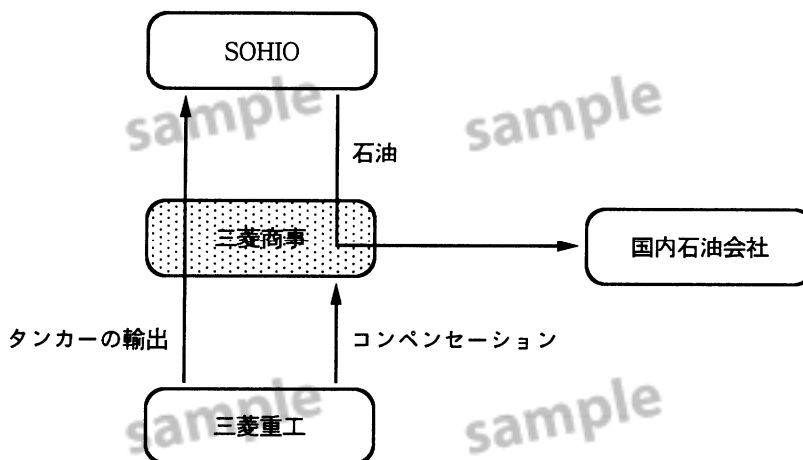 SOHIO
sample
sample
石油
三菱商事
国内石油会社
タンカーの輸出
コンペンセーション
sample
sample
三菱重工